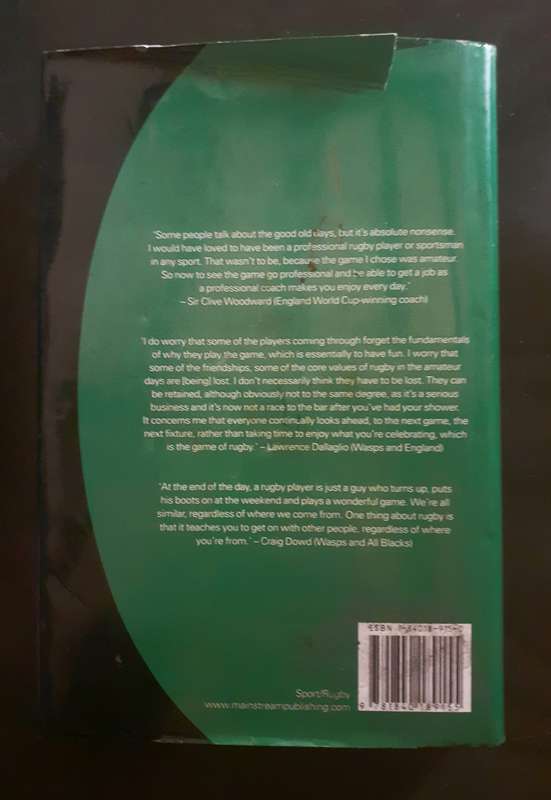 'Some people talk about the good old days, but it's absolute nonsense.
I would have loved to have been a professional rugby player or sportsman
in any sport. That wasn't to be, because the game I chose was amateur.
So now to see the game go professional and be able to get a job as
a professional coach makes you enjoy every day.'
– Sir Clive Woodward (England World Cup-winning coach)
'I do worry that some of the players coming through forget the fundamentals
of why they play the game, which is essentially to have fun. I worry that
some of the friendships, some of the core values of rugby in the amateur
days are [being] lost. I don't necessarily think they have to be lost. They can
be retained, although obviously not to the same degree, as it's a serious
business and it's now not a race to the bar after you've had your shower.
It concerns me that everyone continually looks ahead, to the next game, the
next fixture, rather than taking time to enjoy what you're celebrating, which
is the game of rugby.' – Lawrence Dallaglio (Wasps and England)
'At the end of the day, a rugby player is just a guy who turns up, puts
his boots on at the weekend and plays a wonderful game. We're all
similar, regardless of where we come from. One thing about rugby is
that it teaches you to get on with other people, regardless of where
you're from.' – Craig Dowd (Wasps and All Blacks)
ISBN
Sport/Rugby
www.mainstreampublishing.com